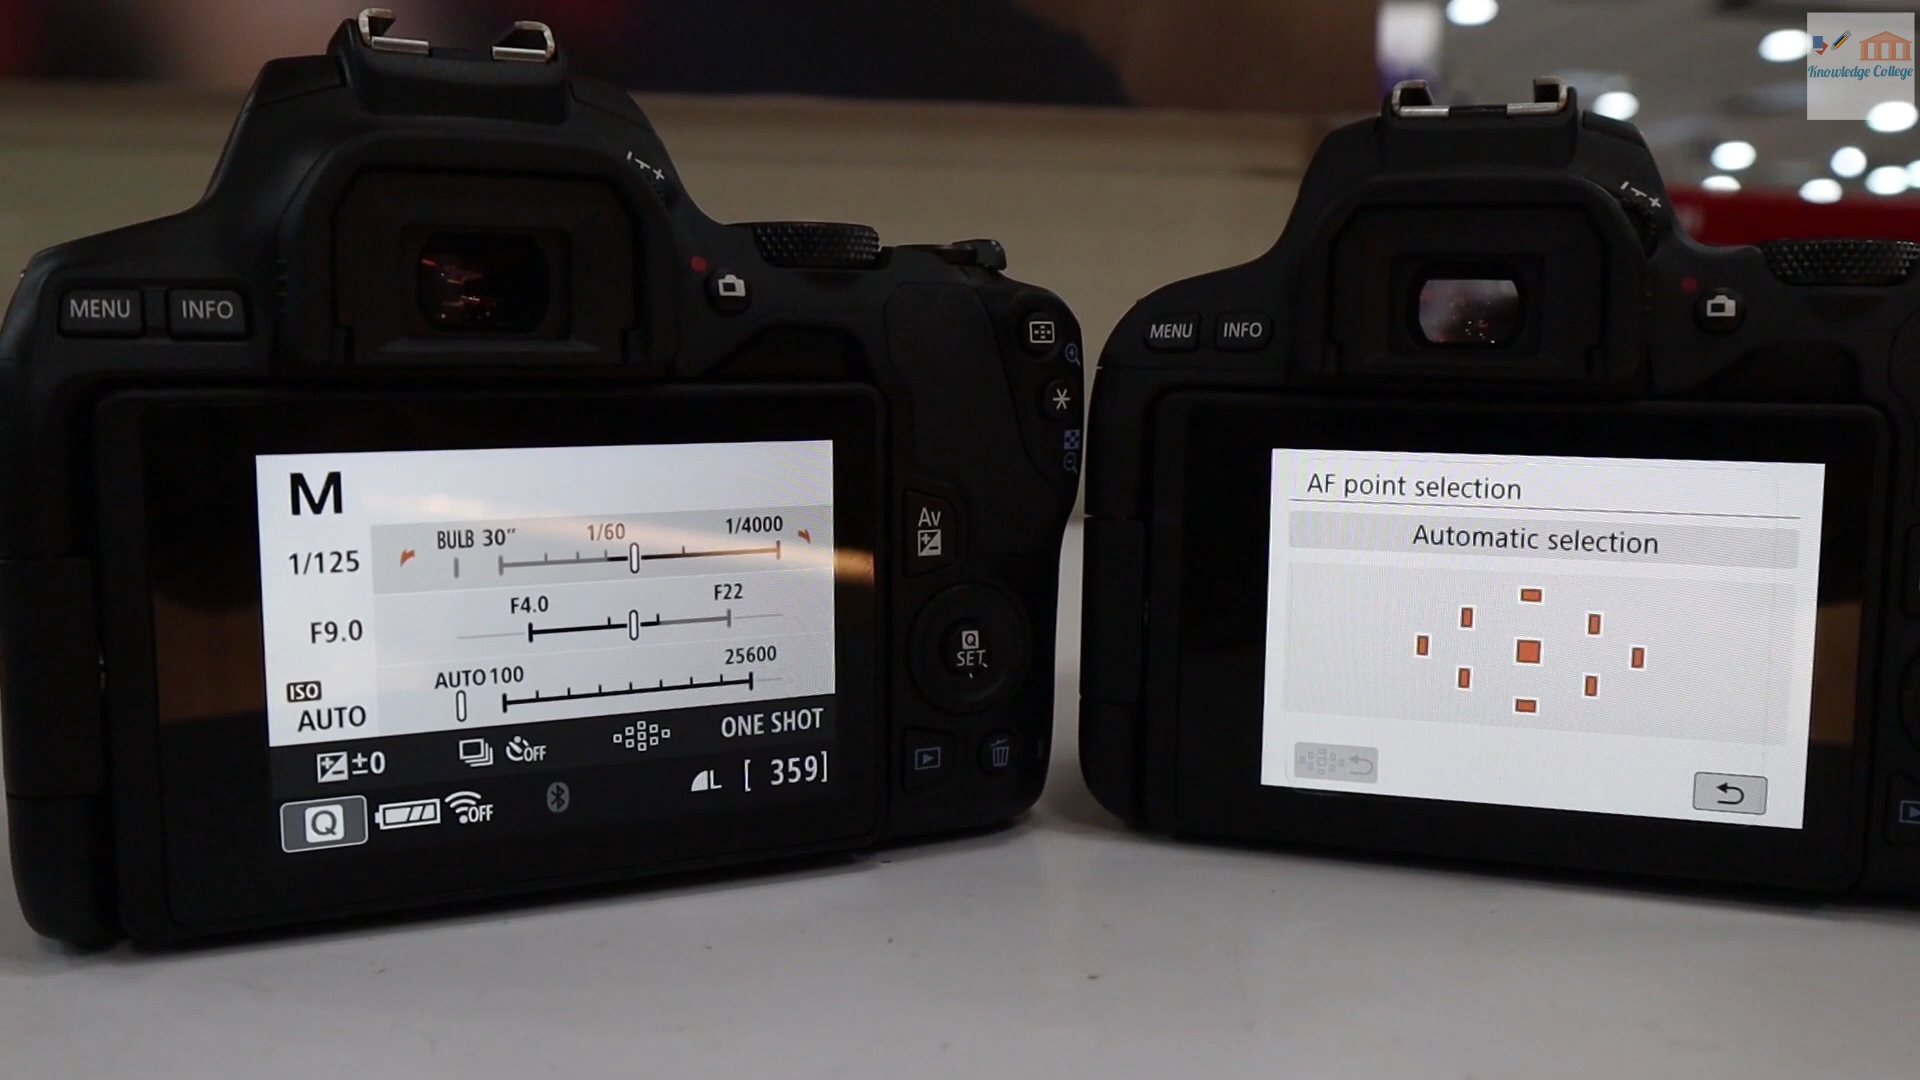 Knowledge College
MENU INFO
M
1/125
BULB 30" 1/60 1/4000
F9.0
F4.0 F22
ISO
AUTO
AUTO 100 25600
±0
OFF
ONE SHOT
Q
OFF
L [ 359]
Av
Q
SET
MENU INFO
AF point selection
Automatic selection